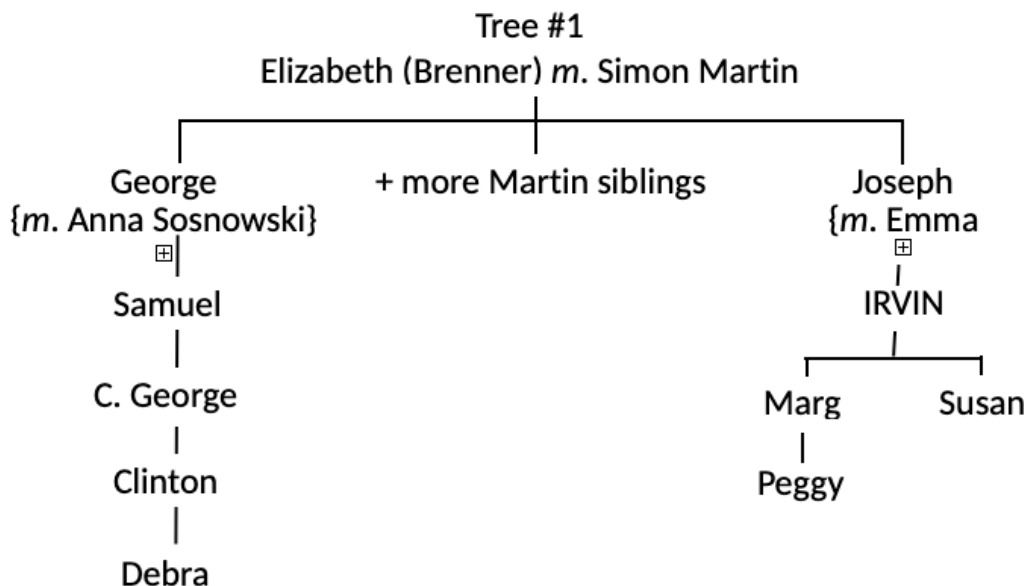 Tree #1
Elizabeth (Brenner) m. Simon Martin
George + more Martin siblings Joseph
{m. Anna Sosnowski} {m. Emma
Samuel IRVIN
C. George Marg Susan
Clinton Peggy
Debra